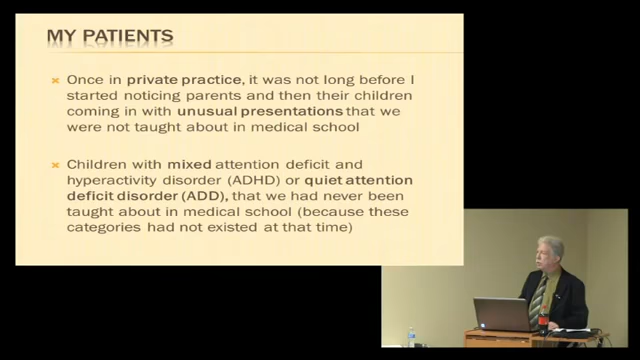 MY PATIENTS
Once in private practice, it was not long before I
started noticing parents and then their children
coming in with unusual presentations that we
were not taught about in medical school
Children with mixed attention deficit and
hyperactivity disorder (ADHD) or quiet attention
deficit disorder (ADD), that we had never been
taught about in medical school (because these
categories had not existed at that time)